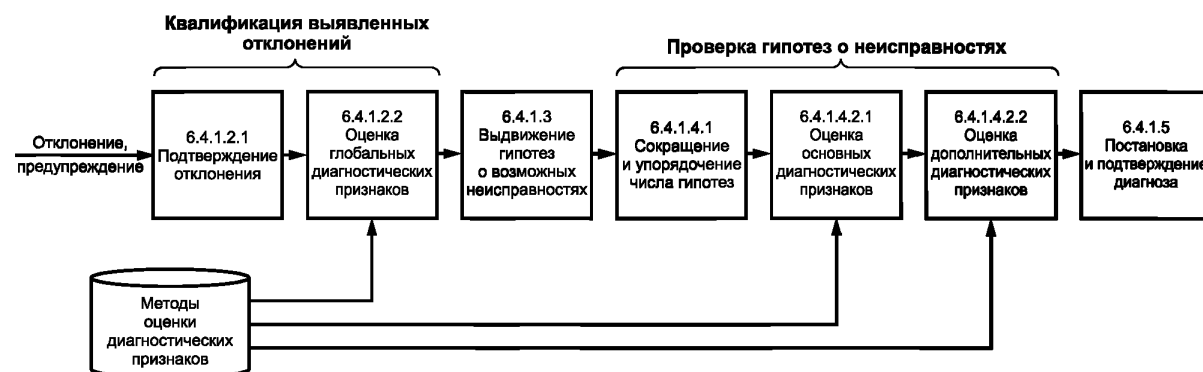 Квалификация выявленных
отклонений
Проверка гипотез о неисправностях
Отклонение,
предупреждение
6.4.1.2.1
Подтверждение
отклонения
6.4.1.2.2
Оценка
глобальных
диагностических
признаков
6.4.1.3
Выдвижение
гипотез
о возможных
неисправностях
6.4.1.4.1
Сокращение
и упорядочение
числа гипотез
6.4.1.4.2.1
Оценка
основных
диагностических
признаков
6.4.1.4.2.2
Оценка
дополнительных
диагностических
признаков
6.4.1.5
Постановка
и подтверждение
диагноза
Методы
оценки
диагностических
признаков